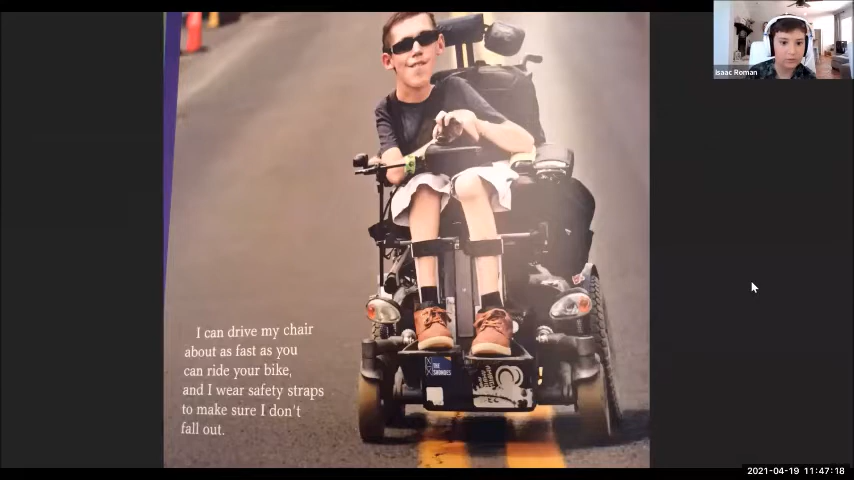 Isaac Roman
I can drive my chair
about as fast as you
can ride your bike,
and I wear safety straps
to make sure I don't
fall out.
THE
2021-04-19 11:47:18